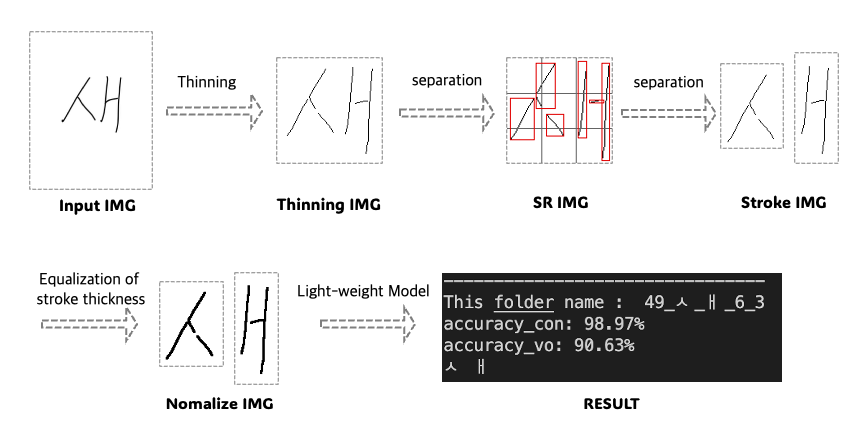 새
Thinning
separation
separation
Input IMG
Thinning IMG
SR IMG
Stroke IMG
Equalization of
stroke thickness
Light-weight Model
ㅅ ㅐ
Nomalize IMG
--------------------------------
This folder name : 49_ㅅ_ㅐ_6_3
accuracy_con: 98.97%
accuracy_vo: 90.63%
ㅅ ㅐ
RESULT